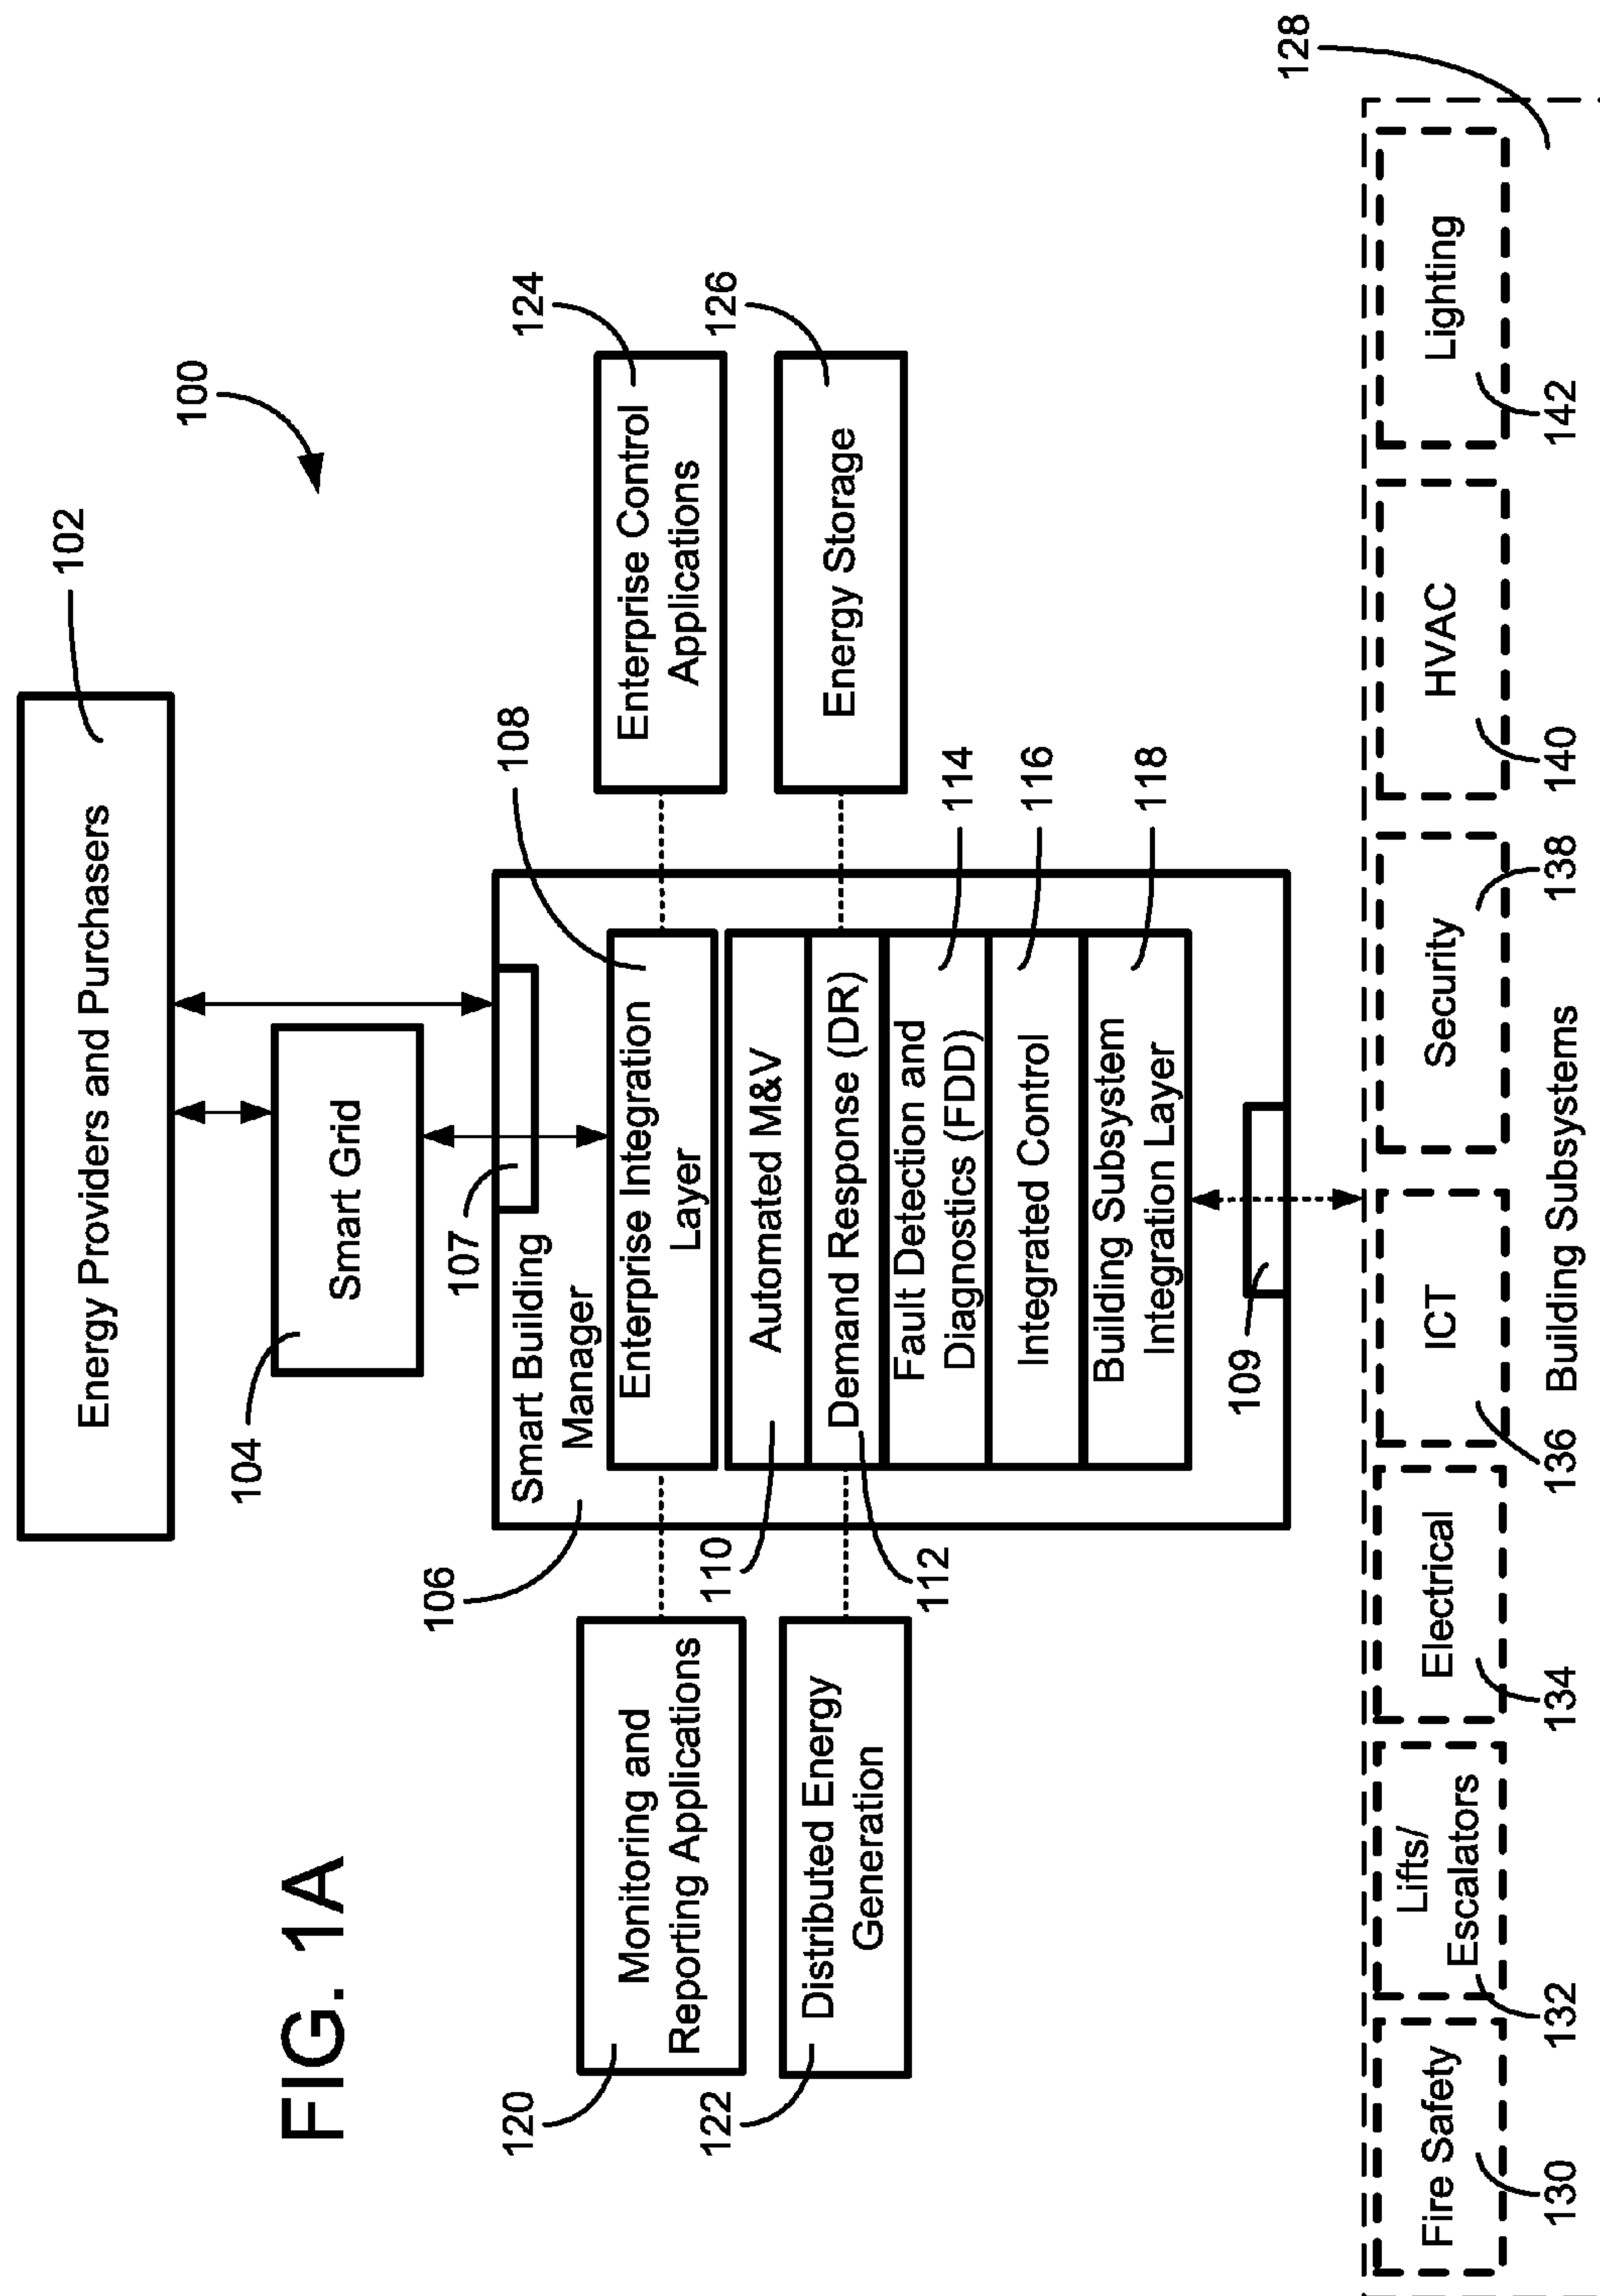 FIG. 1A
100
Energy Providers and Purchasers
102
Smart Grid
104
107
Smart Building
Manager
106
Enterprise Integration
Layer
108
Automated M&V
110
Demand Response (DR)
112
Fault Detection and
Diagnostics (FDD)
114
Integrated Control
116
Building Subsystem
Integration Layer
118
109
Monitoring and
Reporting Applications
120
Distributed Energy
Generation
122
Enterprise Control
Applications
124
Energy Storage
126
128
Fire Safety
130
Lifts/
Escalators
132
Electrical
134
ICT
136
Security
138
HVAC
140
Lighting
142
Building Subsystems